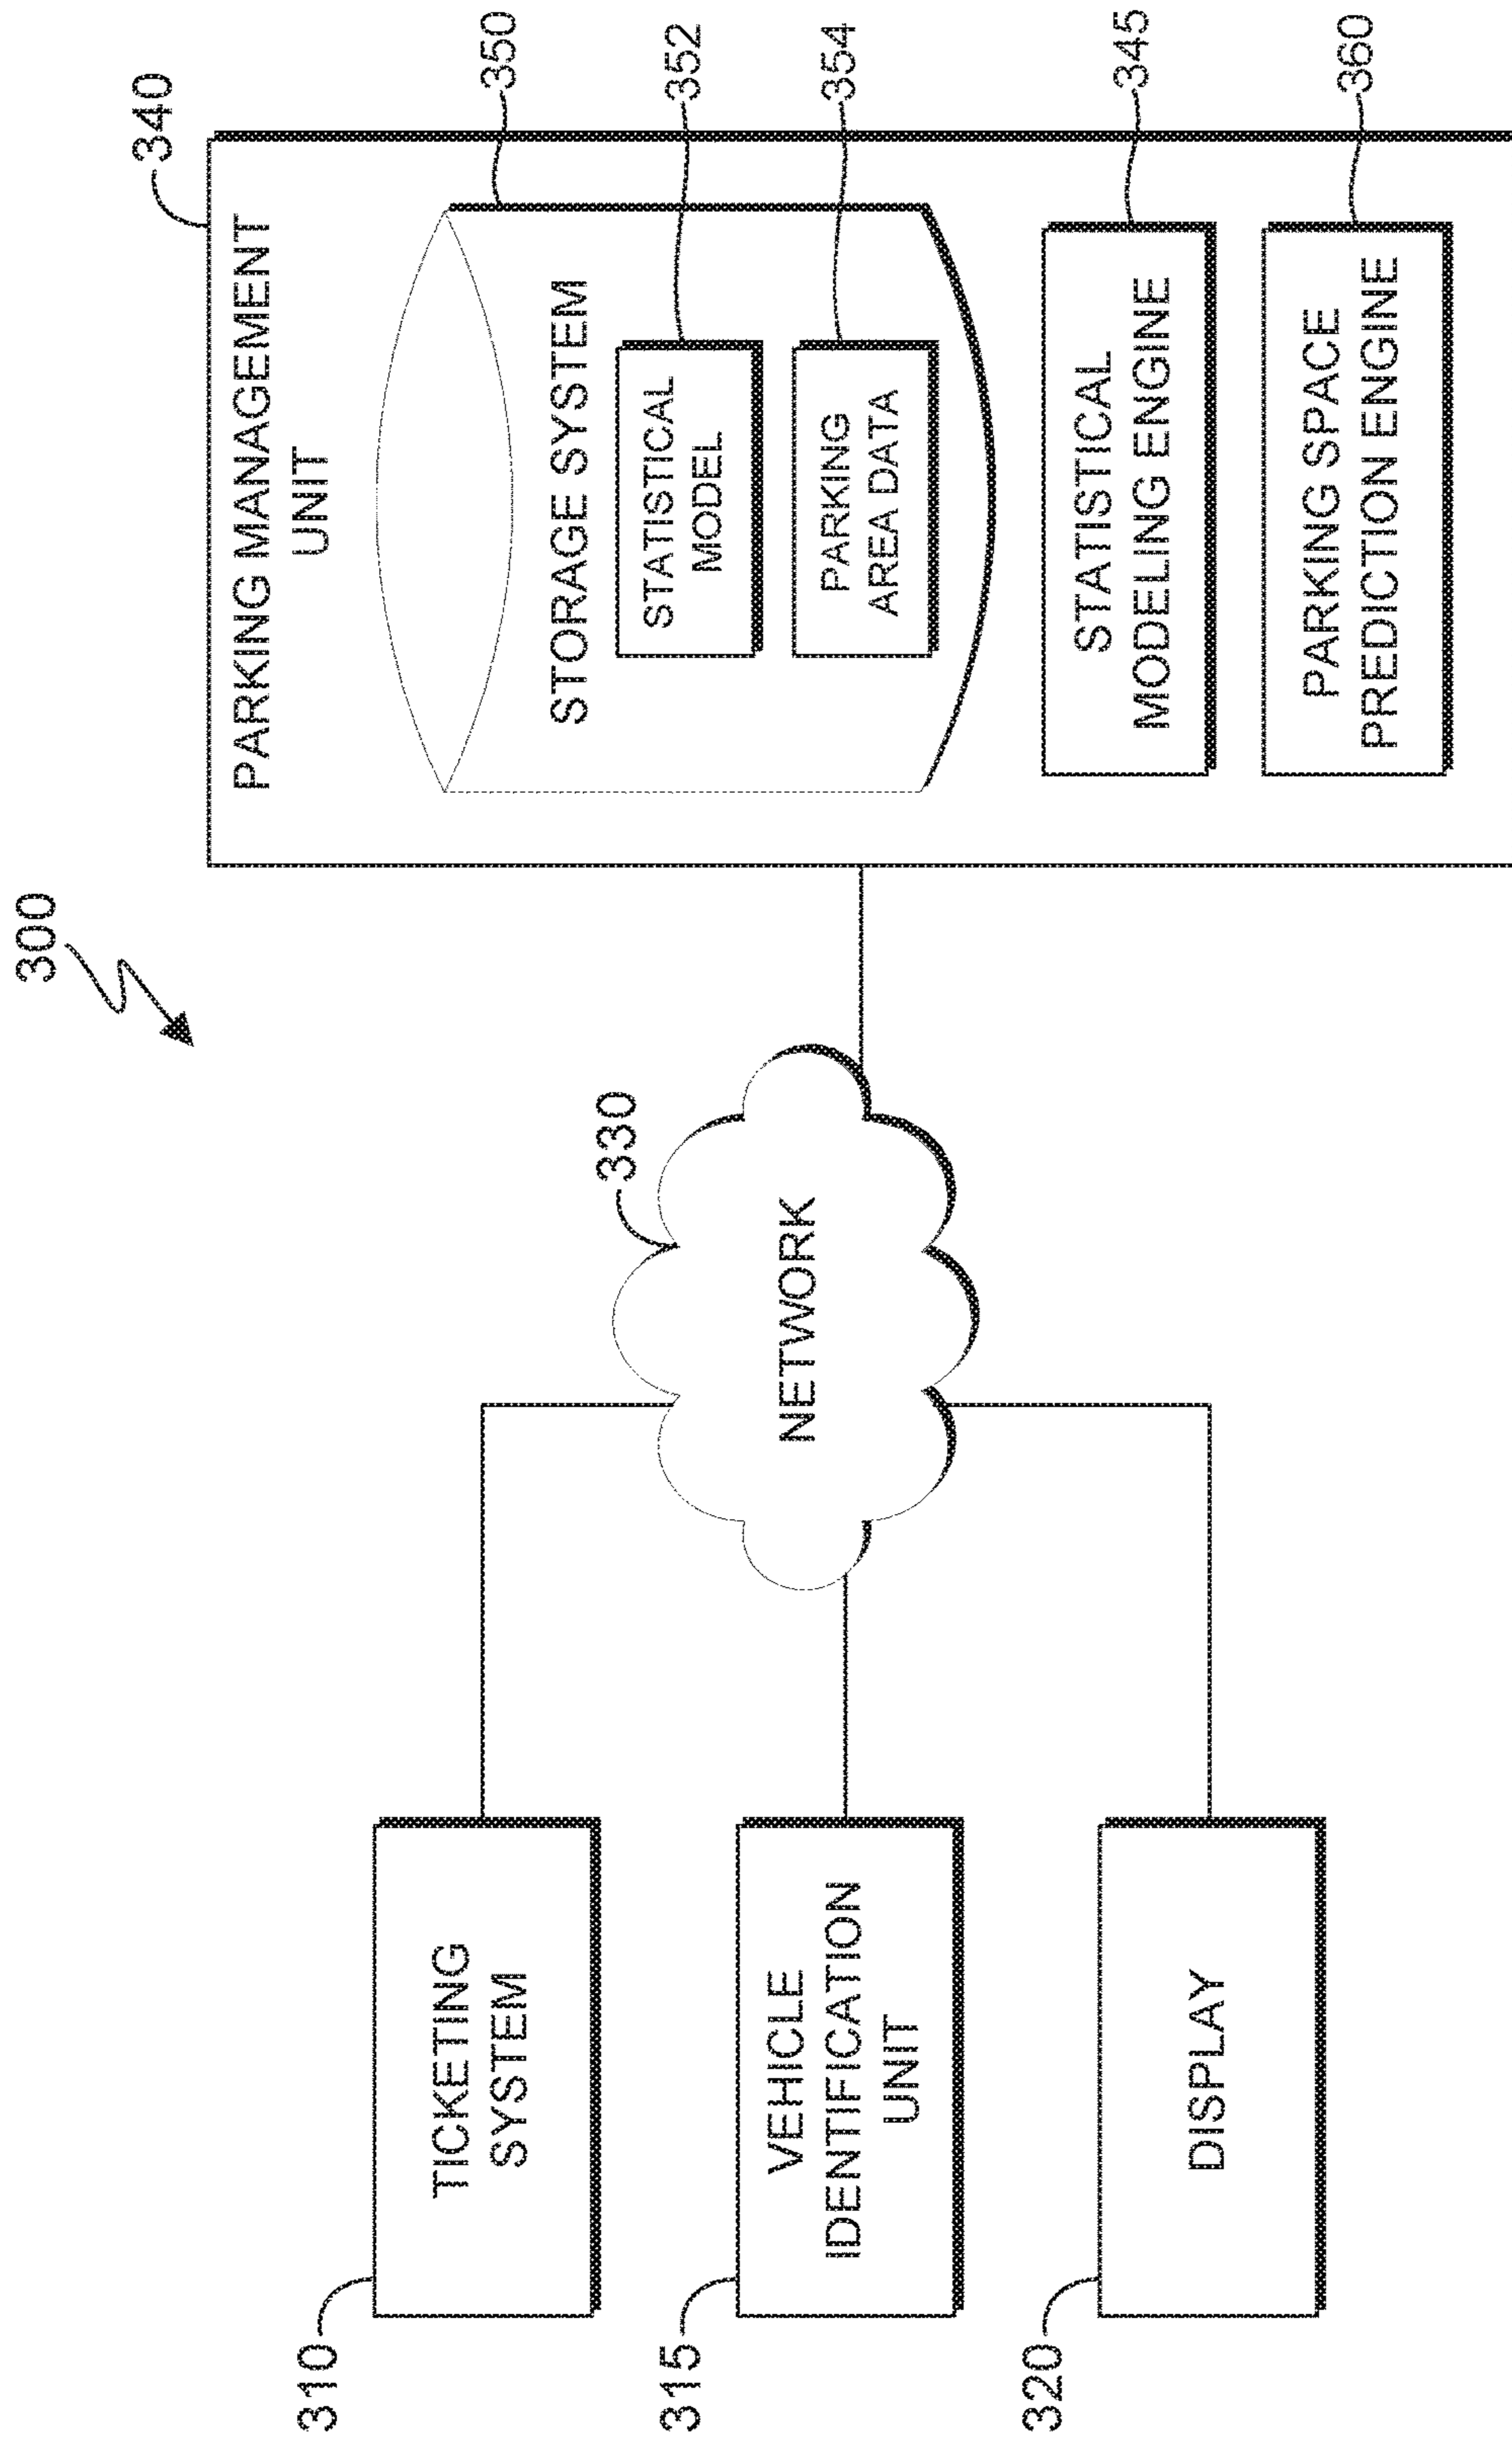 300
310
TICKETING
SYSTEM
315
VEHICLE
IDENTIFICATION
UNIT
320
DISPLAY
330
NETWORK
340
PARKING MANAGEMENT
UNIT
350
STORAGE SYSTEM
352
STATISTICAL
MODEL
354
PARKING
AREA DATA
345
STATISTICAL
MODELING ENGINE
360
PARKING SPACE
PREDICTION ENGINE